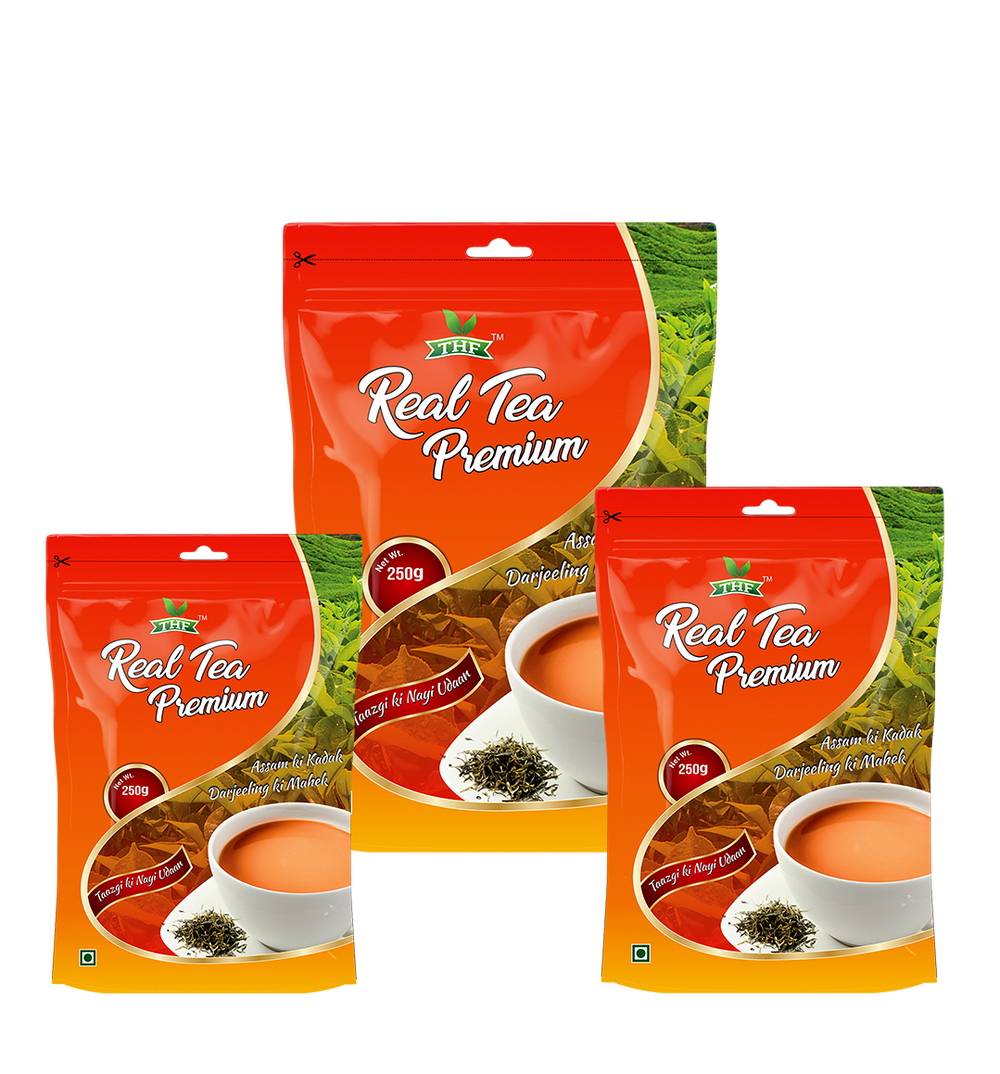 THF TM
Real Tea
Premium
Net Wt.
250g
Assa
Darjeeling
Taazgi ki Nayi Udaan
THF TM
Real Tea
Premium
Assam ki Kadak
Darjeeling ki Mahek
Net Wt.
250g
Taazgi ki Nayi Udaan
THF TM
Real Tea
Premium
Assam ki Kadak
Darjeeling ki Mahek
Net Wt.
250g
Taazgi ki Nayi Udaan